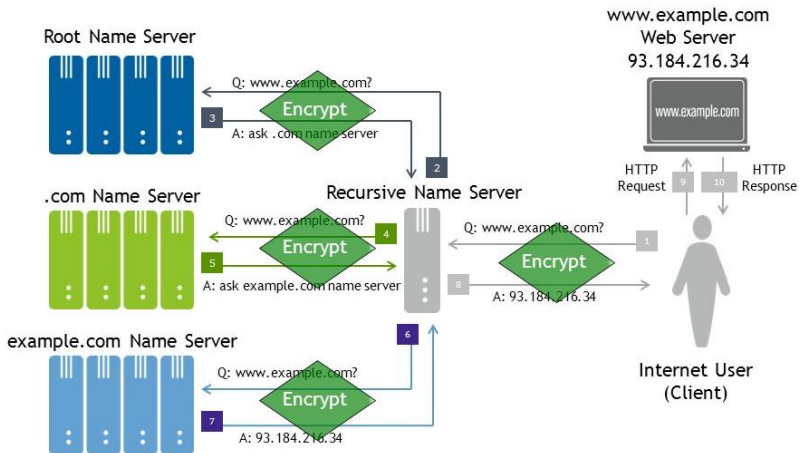 www.example.com
Web Server
93.184.216.34
www.example.com
Root Name Server
Q: www.example.com?
Encrypt
3
A: ask .com name server
2
HTTP
Request
9
10
HTTP
Response
.com Name Server
Recursive Name Server
Q: www.example.com?
4
Encrypt
5
A: ask example.com name server
Q: www.example.com?
1
Encrypt
8
A: 93.184.216.34
example.com Name Server
6
Q: www.example.com?
Encrypt
7
A: 93.184.216.34
Internet User
(Client)